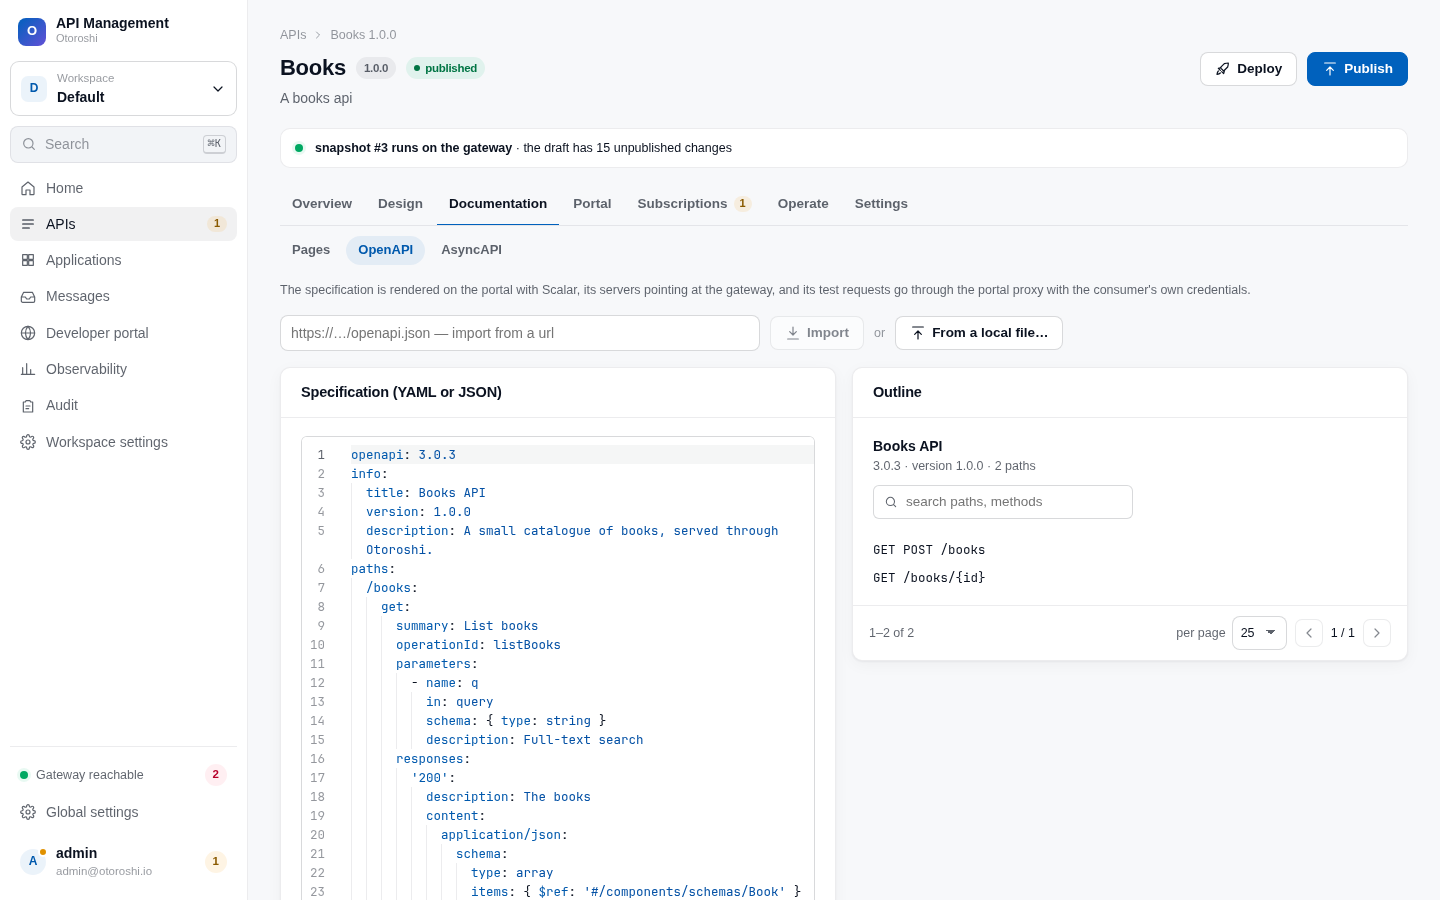 O
API Management
Otoroshi
D
Workspace
Default
Search
⌘K
Home
APIs 1
Applications
Messages
Developer portal
Observability
Audit
Workspace settings
Gateway reachable 2
Global settings
A
admin
admin@otoroshi.io
1
APIs > Books 1.0.0
Books 1.0.0 published
A books api
Deploy
Publish
snapshot #3 runs on the gateway · the draft has 15 unpublished changes
Overview Design Documentation Portal Subscriptions 1 Operate Settings
Pages OpenAPI AsyncAPI
The specification is rendered on the portal with Scalar, its servers pointing at the gateway, and its test requests go through the portal proxy with the consumer's own credentials.
https://…/openapi.json — import from a url
Import
or
From a local file…
Specification (YAML or JSON)
1 openapi: 3.0.3
2 info:
3 title: Books API
4 version: 1.0.0
5 description: A small catalogue of books, served through
Otoroshi.
6 paths:
7 /books:
8 get:
9 summary: List books
10 operationId: listBooks
11 parameters:
12 - name: q
13 in: query
14 schema: { type: string }
15 description: Full-text search
16 responses:
17 '200':
18 description: The books
19 content:
20 application/json:
21 schema:
22 type: array
23 items: { $ref: '#/components/schemas/Book' }
Outline
Books API
3.0.3 · version 1.0.0 · 2 paths
search paths, methods
GET POST /books
GET /books/{id}
1–2 of 2
per page 25
1 / 1